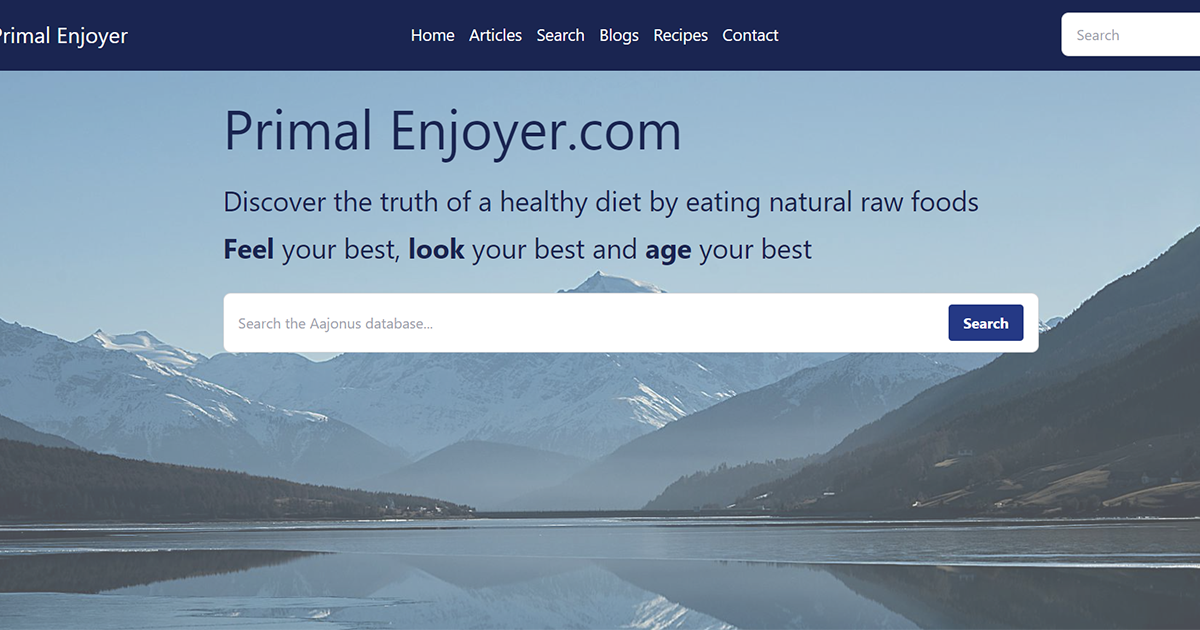 Primal Enjoyer
Home Articles Search Blogs Recipes Contact
Search
Primal Enjoyer.com
Discover the truth of a healthy diet by eating natural raw foods
Feel your best, look your best and age your best
Search the Aajonus database...
Search